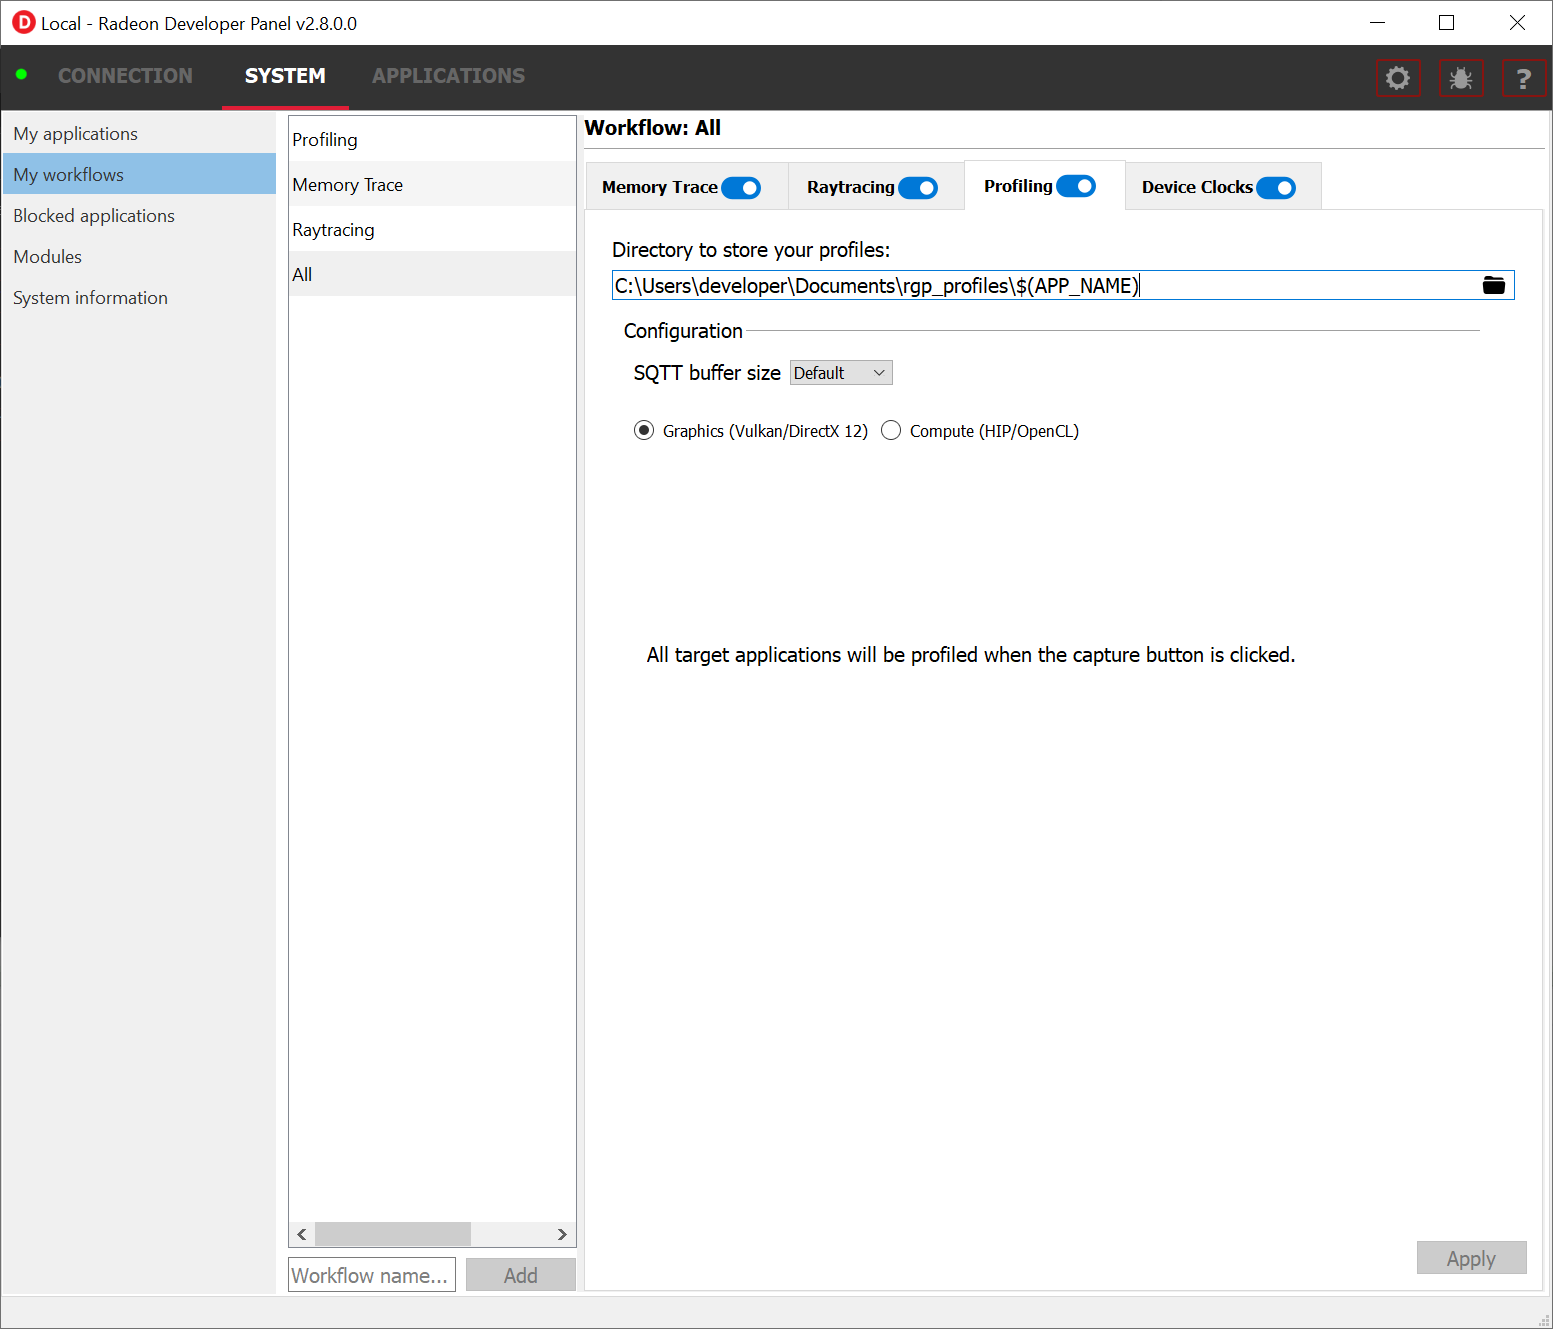 D Local - Radeon Developer Panel v2.8.0.0
CONNECTION SYSTEM APPLICATIONS ?
My applications
My workflows
Blocked applications
Modules
System information
Profiling
Memory Trace
Raytracing
All
Workflow name...
Add
Workflow: All
Memory Trace Raytracing Profiling Device Clocks
Directory to store your profiles:
C:\Users\developer\Documents\rgp_profiles\$(APP_NAME)
Configuration
SQTT buffer size Default
Graphics (Vulkan/DirectX 12) Compute (HIP/OpenCL)
All target applications will be profiled when the capture button is clicked.
Apply